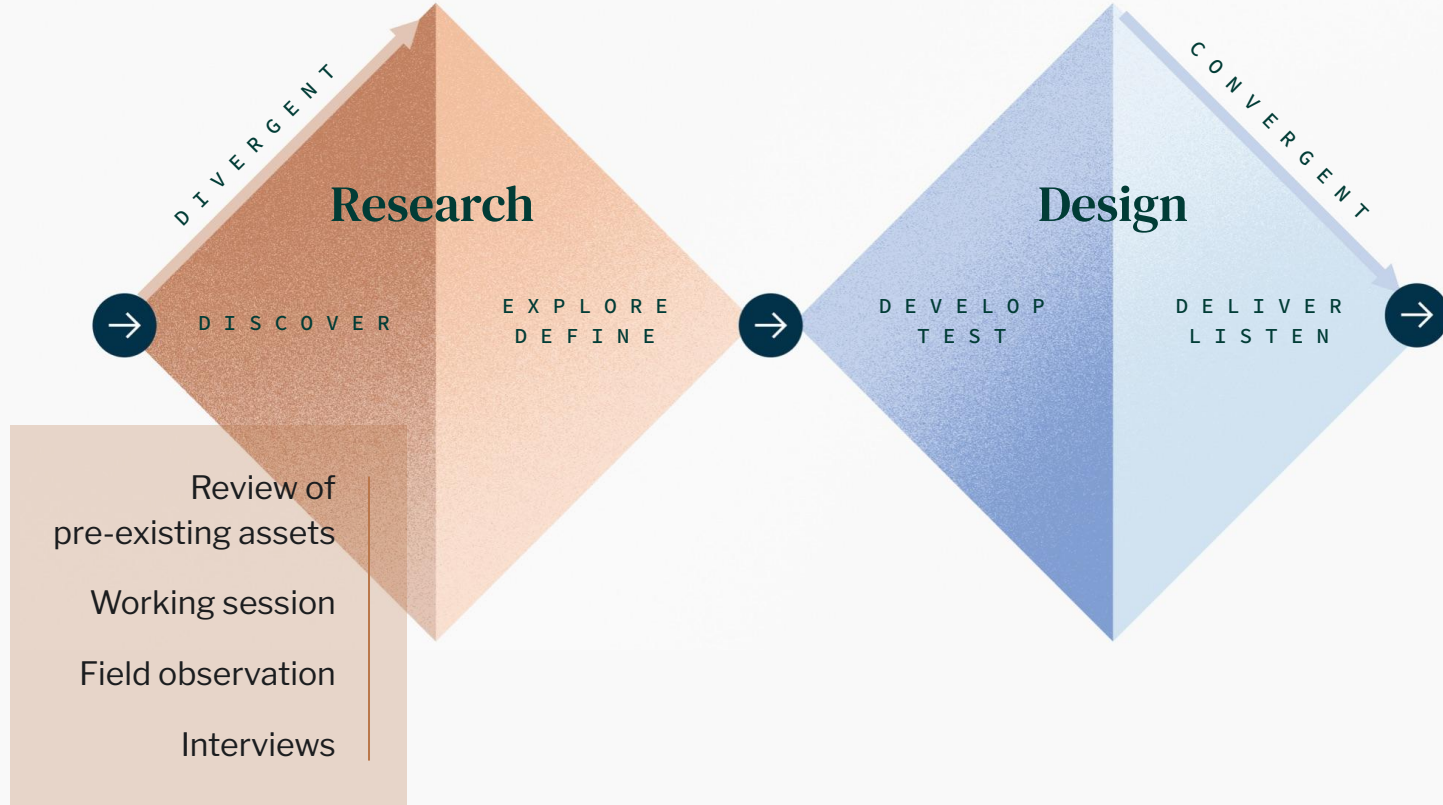 DIVERGENT
CONVERGENT
Research
Design
DISCOVER
EXPLORE
DEFINE
DEVELOP
TEST
DELIVER
LISTEN
Review of
pre-existing assets
Working session
Field observation
Interviews